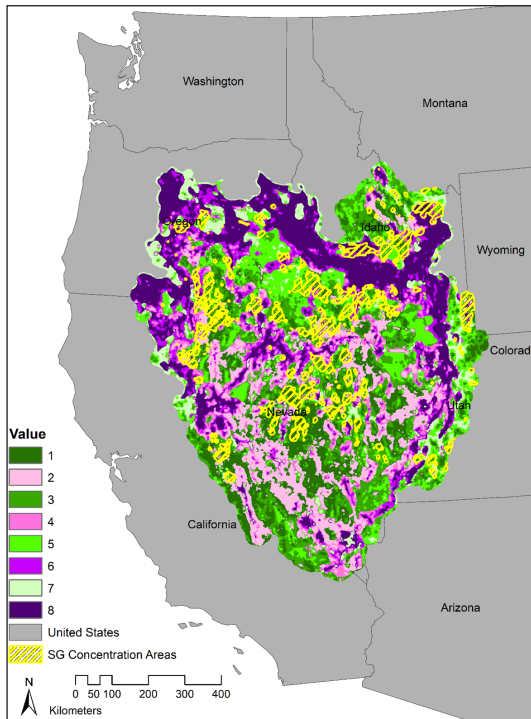 Washington
Montana
Oregon
Idaho
Wyoming
Colorad
Utah
Nevada
California
Arizona
Value
1
2
3
4
5
6
7
8
United States
SG Concentration Areas
N
0 50 100 200 300 400
Kilometers